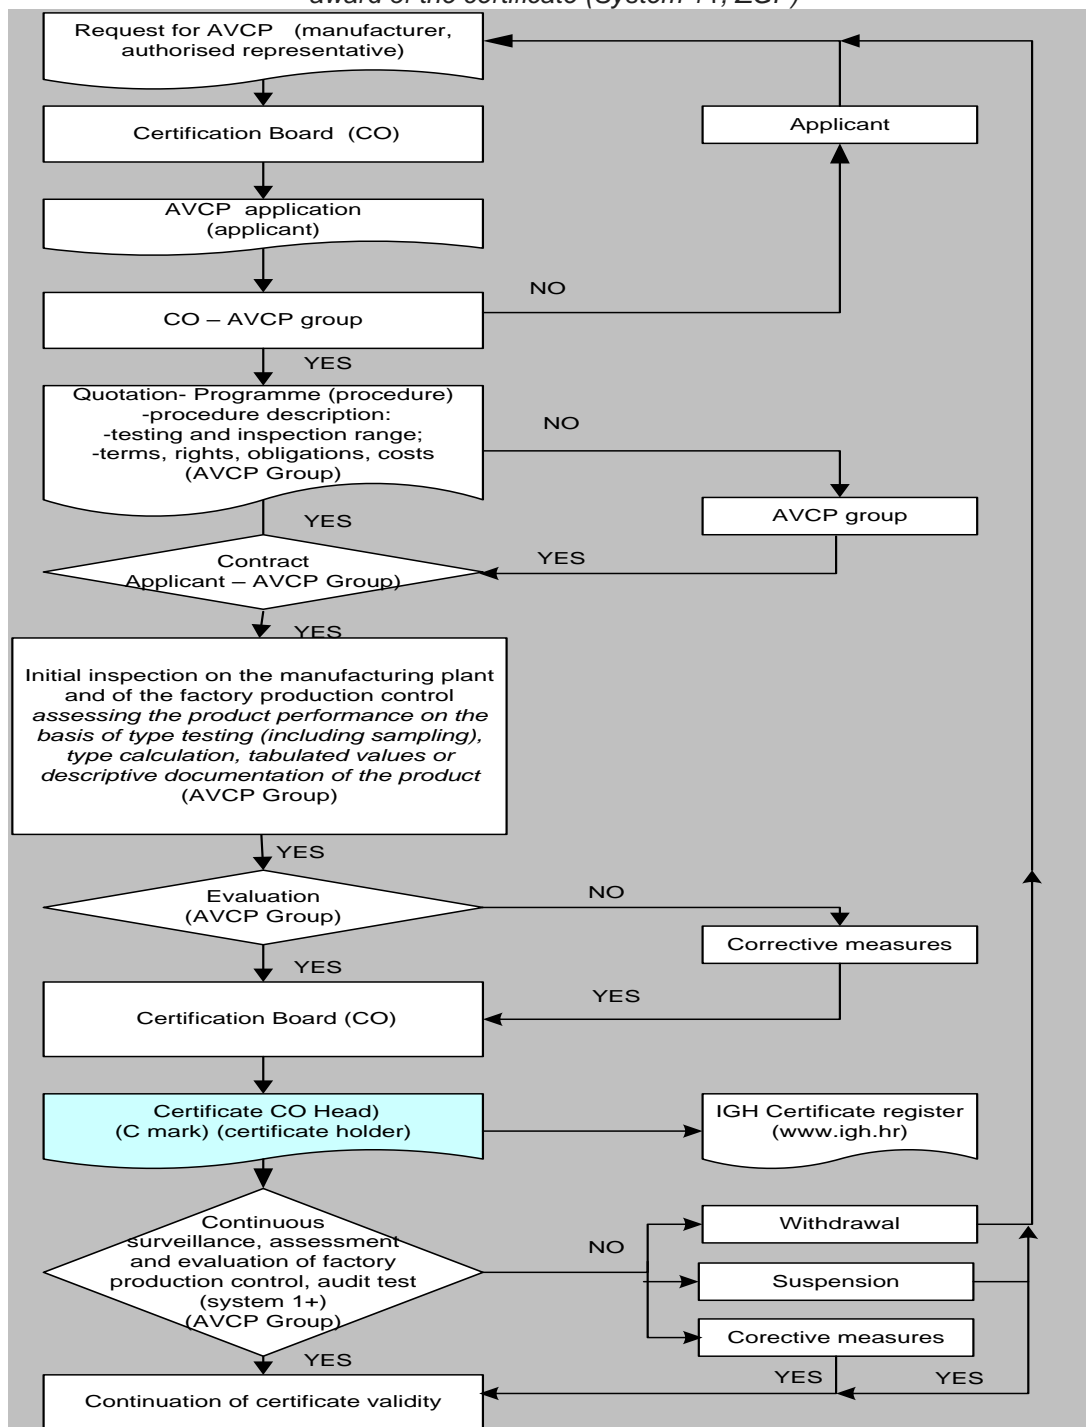 award of the certificate (System 1+, ZGP)
Request for AVCP (manufacturer,
authorised representative)
Certification Board (CO)
Applicant
AVCP application
(applicant)
NO
CO – AVCP group
YES
Quotation- Programme (procedure)
-procedure description:
-testing and inspection range;
-terms, rights, obligations, costs
(AVCP Group)
NO
AVCP group
YES
Contract
Applicant – AVCP Group)
YES
YES
Initial inspection on the manufacturing plant
and of the factory production control
assessing the product performance on the
basis of type testing (including sampling),
type calculation, tabulated values or
descriptive documentation of the product
(AVCP Group)
YES
Evaluation
(AVCP Group)
NO
Corrective measures
YES
YES
Certification Board (CO)
Certificate CO Head)
(C mark) (certificate holder)
IGH Certificate register
(www.igh.hr)
Continuous
surveillance, assessment
and evaluation of factory
production control, audit test
(system 1+)
(AVCP Group)
NO
Withdrawal
Suspension
Corective measures
YES
YES
YES
Continuation of certificate validity